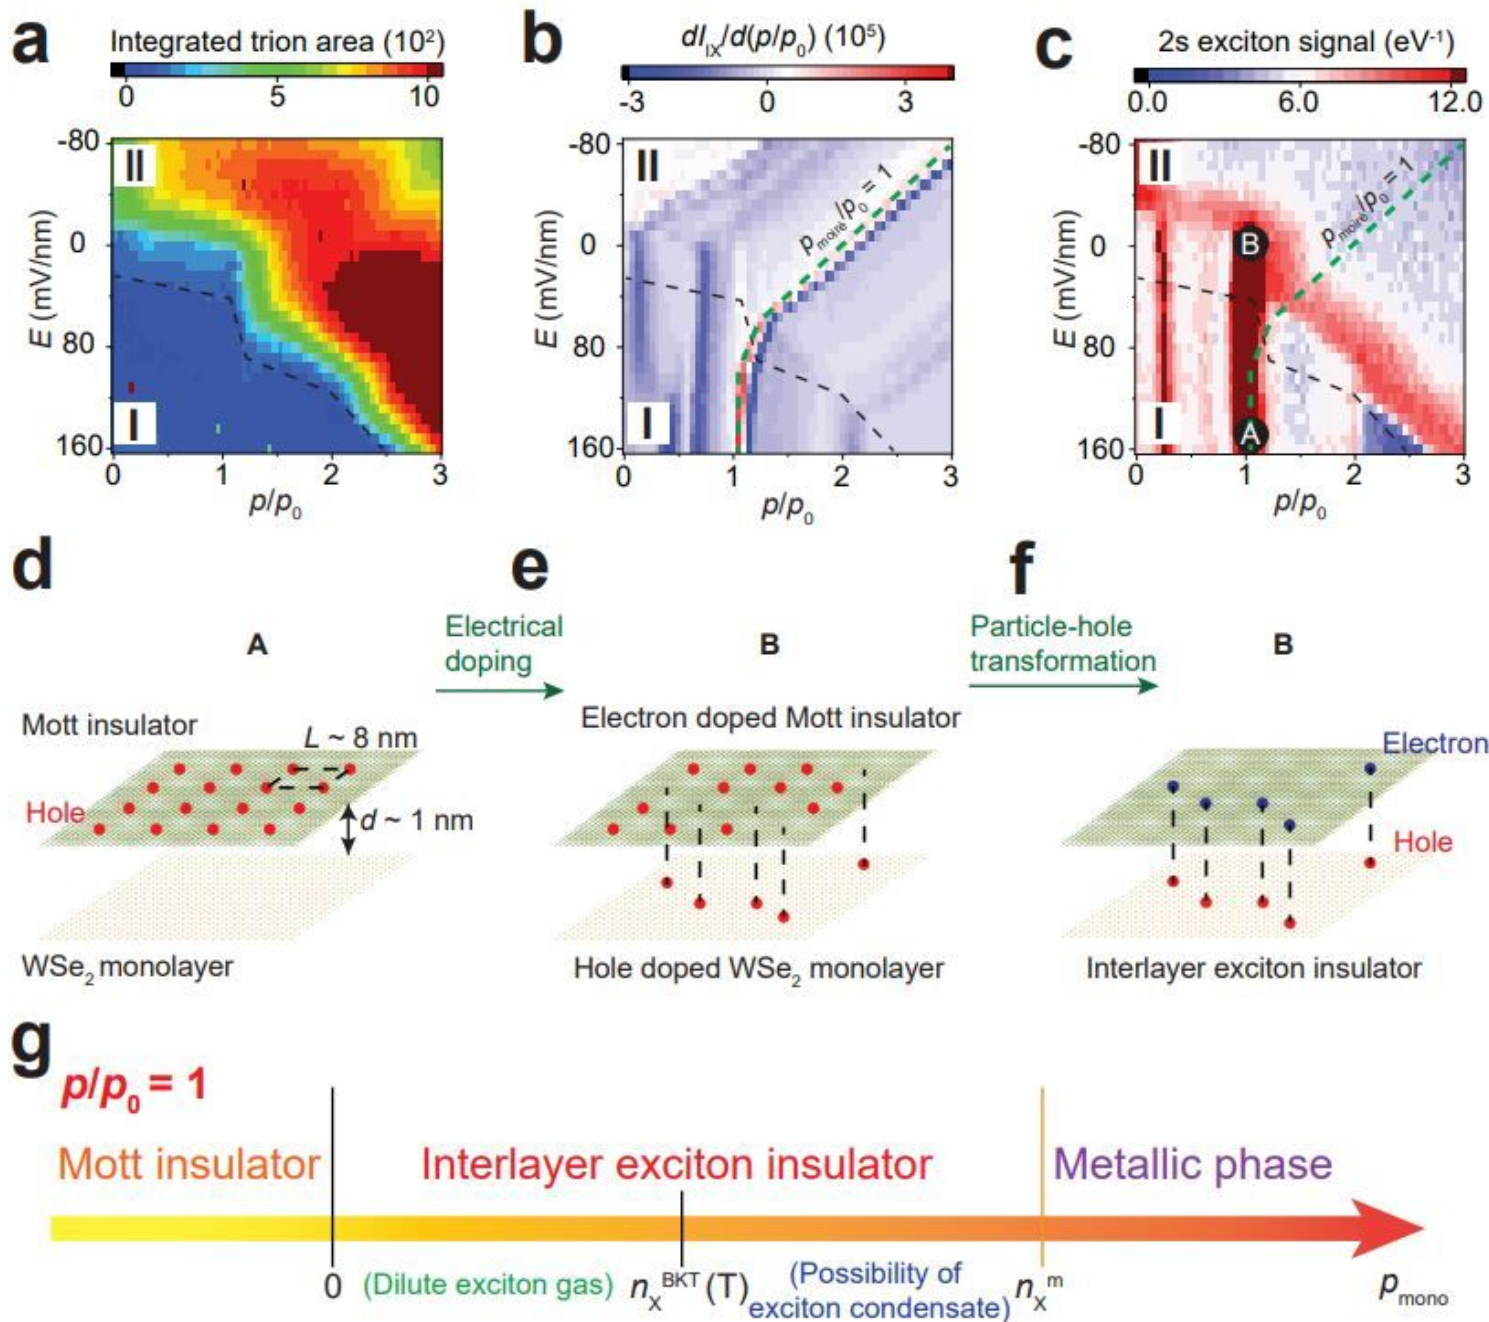 a
Integrated trion area (10²)
0 5 10
-80
0
80
160
E (mV/nm)
II
I
0 1 2 3
p/p₀
b
dI_IX/d(p/p₀) (10⁵)
-3 0 3
-80
0
80
160
E (mV/nm)
II
I
p_moire/p₀ = 1
0 1 2 3
p/p₀
c
2s exciton signal (eV⁻¹)
0.0 6.0 12.0
-80
0
80
160
E (mV/nm)
II
I
B
A
p_moire/p₀ = 1
0 1 2 3
p/p₀
d
A
Mott insulator
L ~ 8 nm
Hole
d ~ 1 nm
WSe₂ monolayer
Electrical
doping
e
B
Electron doped Mott insulator
Hole doped WSe₂ monolayer
Particle-hole
transformation
f
B
Electron
Hole
Interlayer exciton insulator
g
p/p₀ = 1
Mott insulator Interlayer exciton insulator Metallic phase
0 (Dilute exciton gas) n_X^BKT (T) (Possibility of
exciton condensate) n_X^m p_mono